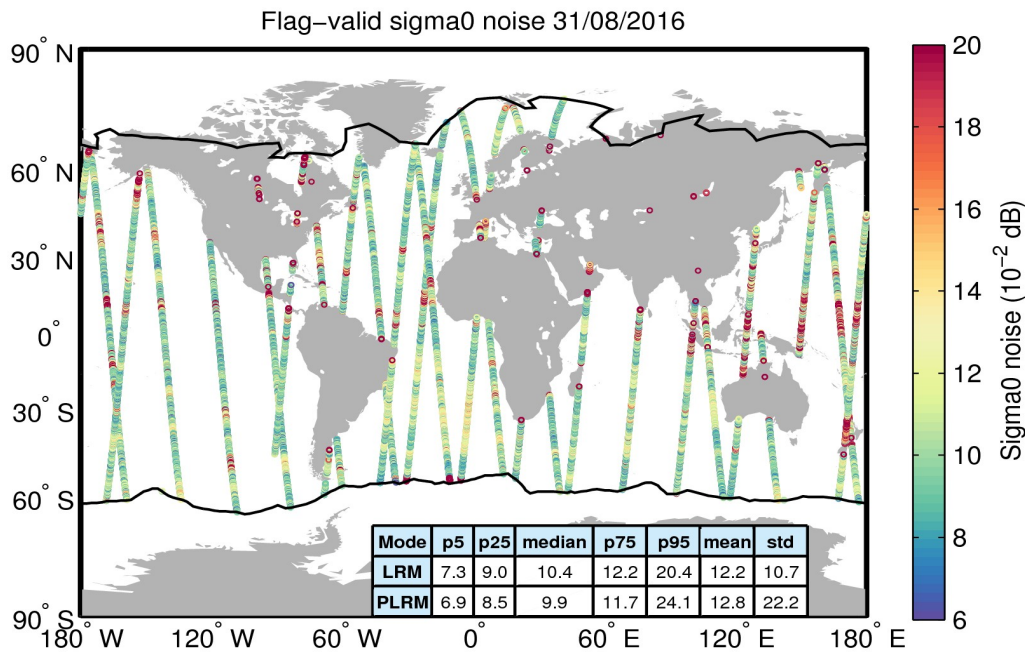 Flag−valid sigma0 noise 31/08/2016
90° N
60° N
30° N
0°
30° S
60° S
90° S
180° W 120° W 60° W 0° 60° E 120° E 180° E
20
18
16
14
12
10
8
6
Sigma0 noise (10⁻² dB)
Mode p5 p25 median p75 p95 mean std
LRM 7.3 9.0 10.4 12.2 20.4 12.2 10.7
PLRM 6.9 8.5 9.9 11.7 24.1 12.8 22.2